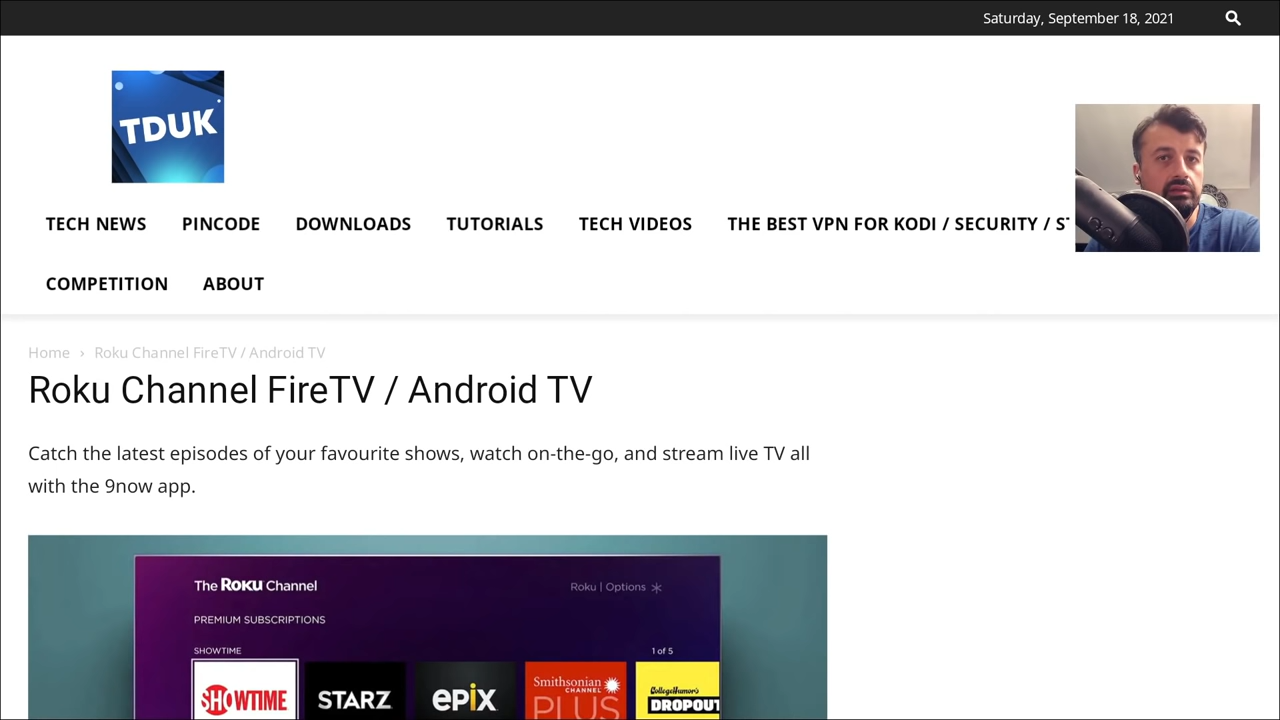 Saturday, September 18, 2021
TDUK
TECH NEWS PINCODE DOWNLOADS TUTORIALS TECH VIDEOS THE BEST VPN FOR KODI / SECURITY /
COMPETITION ABOUT
Home › Roku Channel FireTV / Android TV
Roku Channel FireTV / Android TV
Catch the latest episodes of your favourite shows, watch on-the-go, and stream live TV all
with the 9now app.
The Roku Channel Roku | Options
PREMIUM SUBSCRIPTIONS
SHOWTIME 1 of 5
SHOWTIME STARZ epix Smithsonian CHANNEL PLUS CollegeHumor's DROPOUT